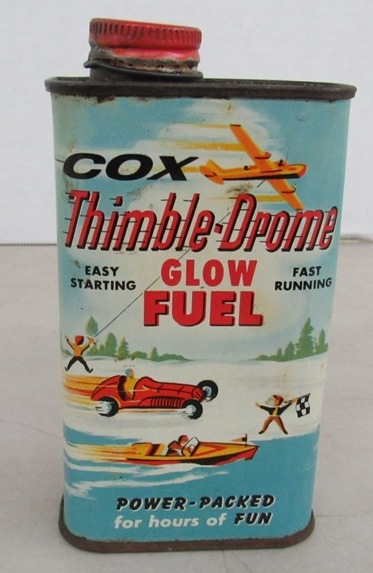 COX
Thimble-Drome
EASY STARTING
GLOW FUEL
FAST RUNNING
POWER-PACKED
for hours of FUN